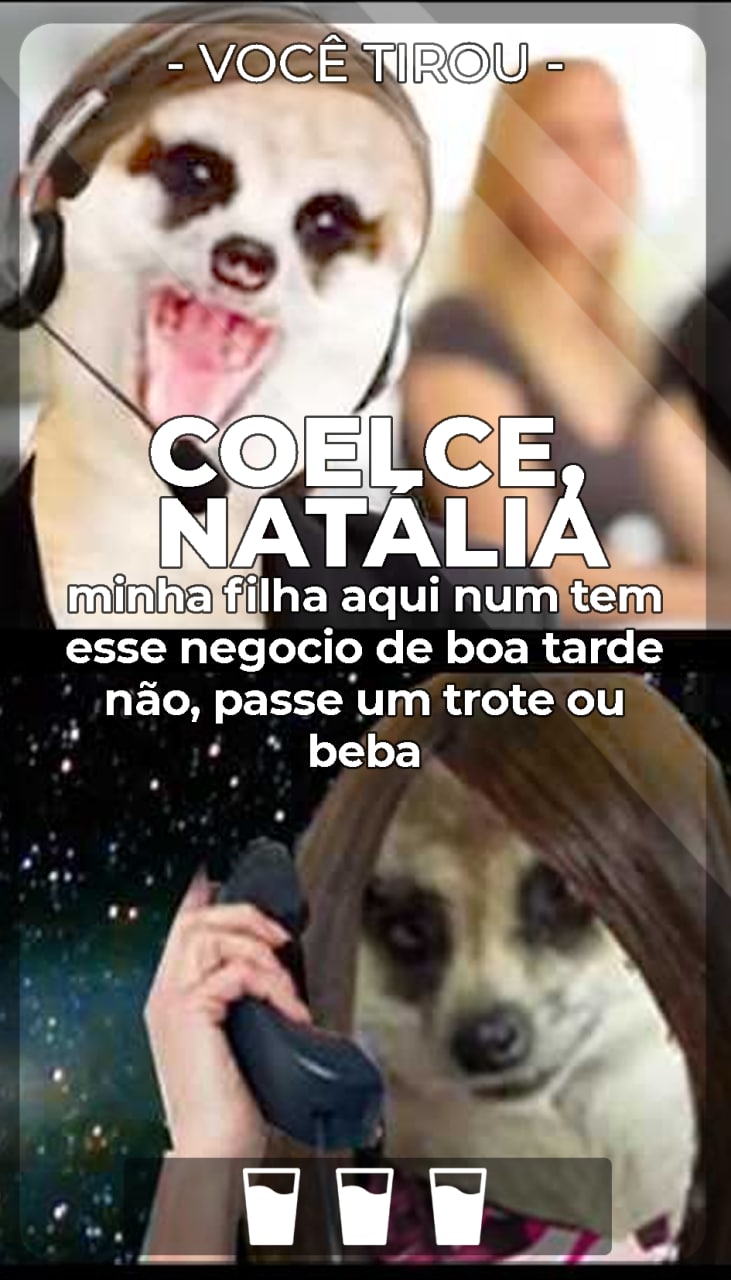 - VOCÊ TIROU -
COELCE,
NATÁLIA
minha filha aqui num tem
esse negocio de boa tarde
não, passe um trote ou
beba